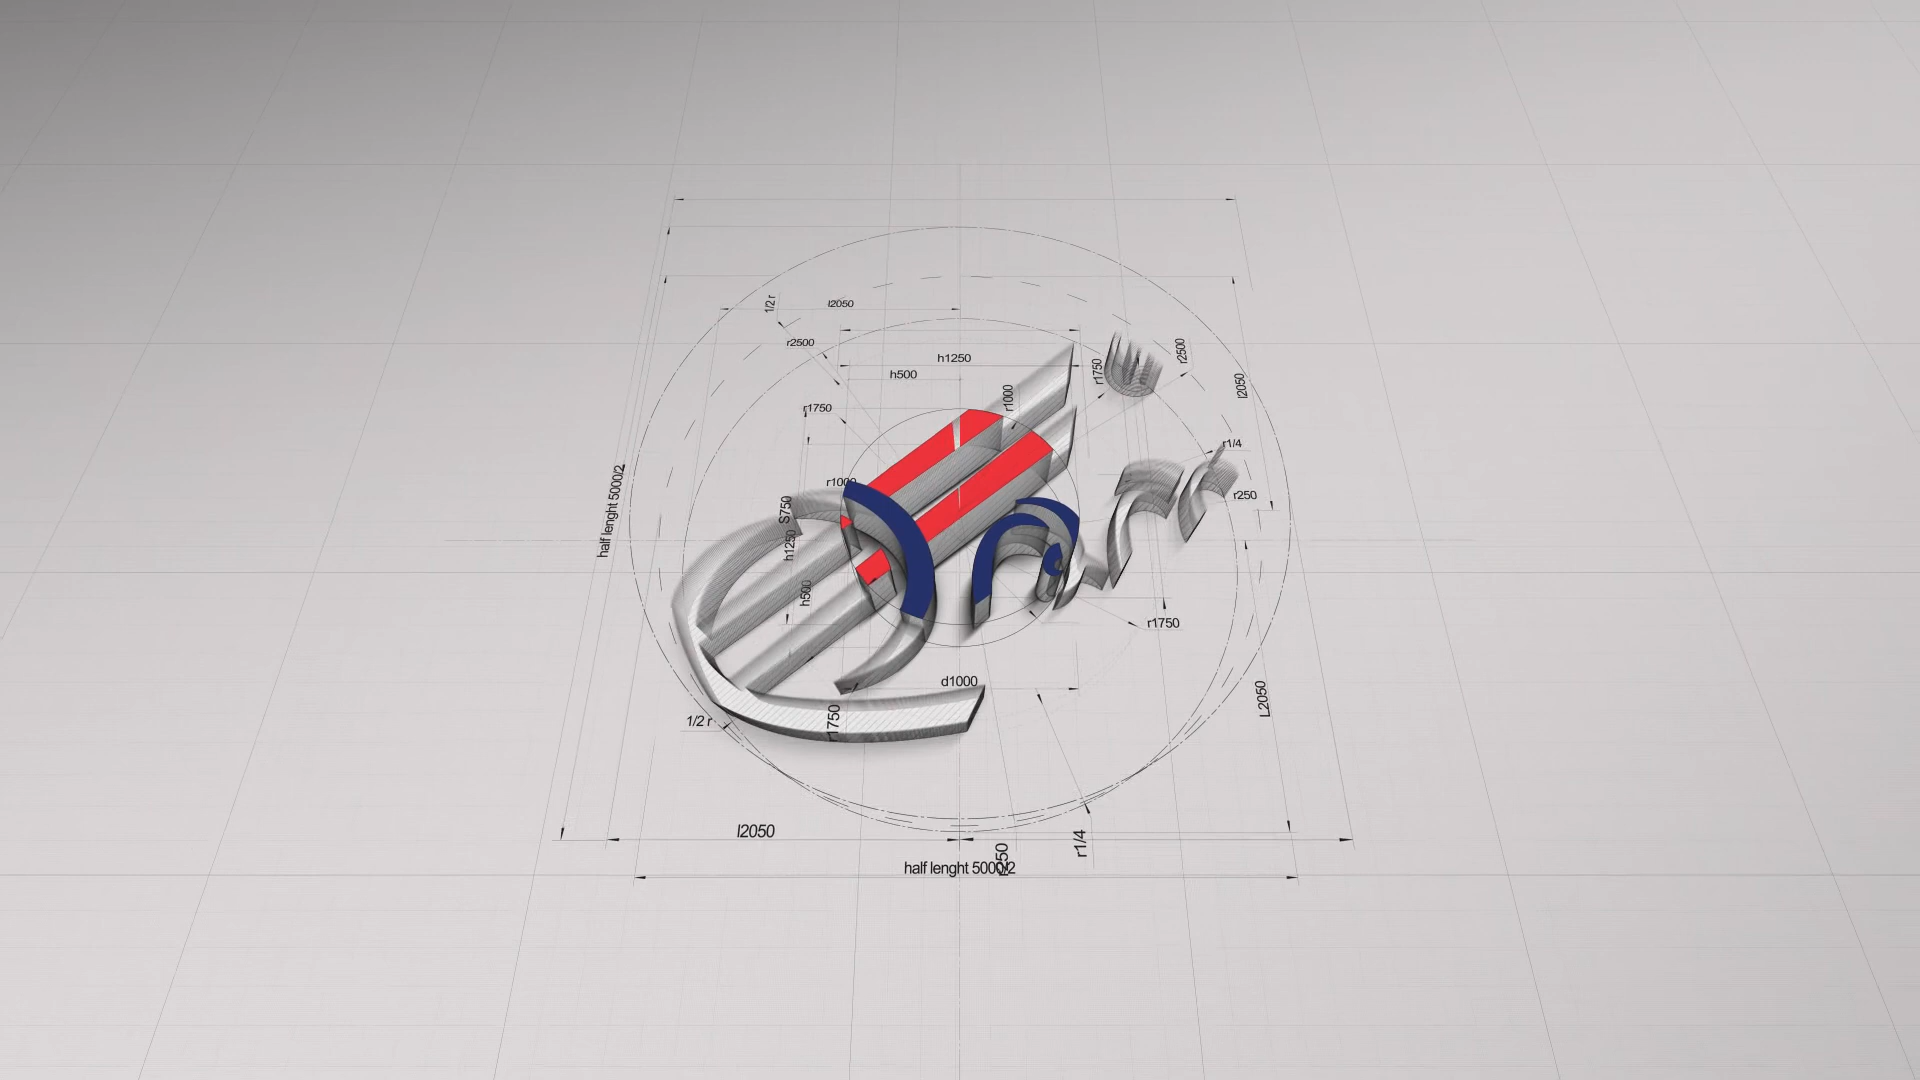 1/2 r
l2050
r2500
h1250
h500
r1750
r1000
r1750
r2500
l2050
r1/4
r250
r1000
S750
h1250
h500
half lenght 5000/2
r1750
d1000
r1750
1/2 r
L2050
l2050
r1/4
r250
half lenght 5000/2